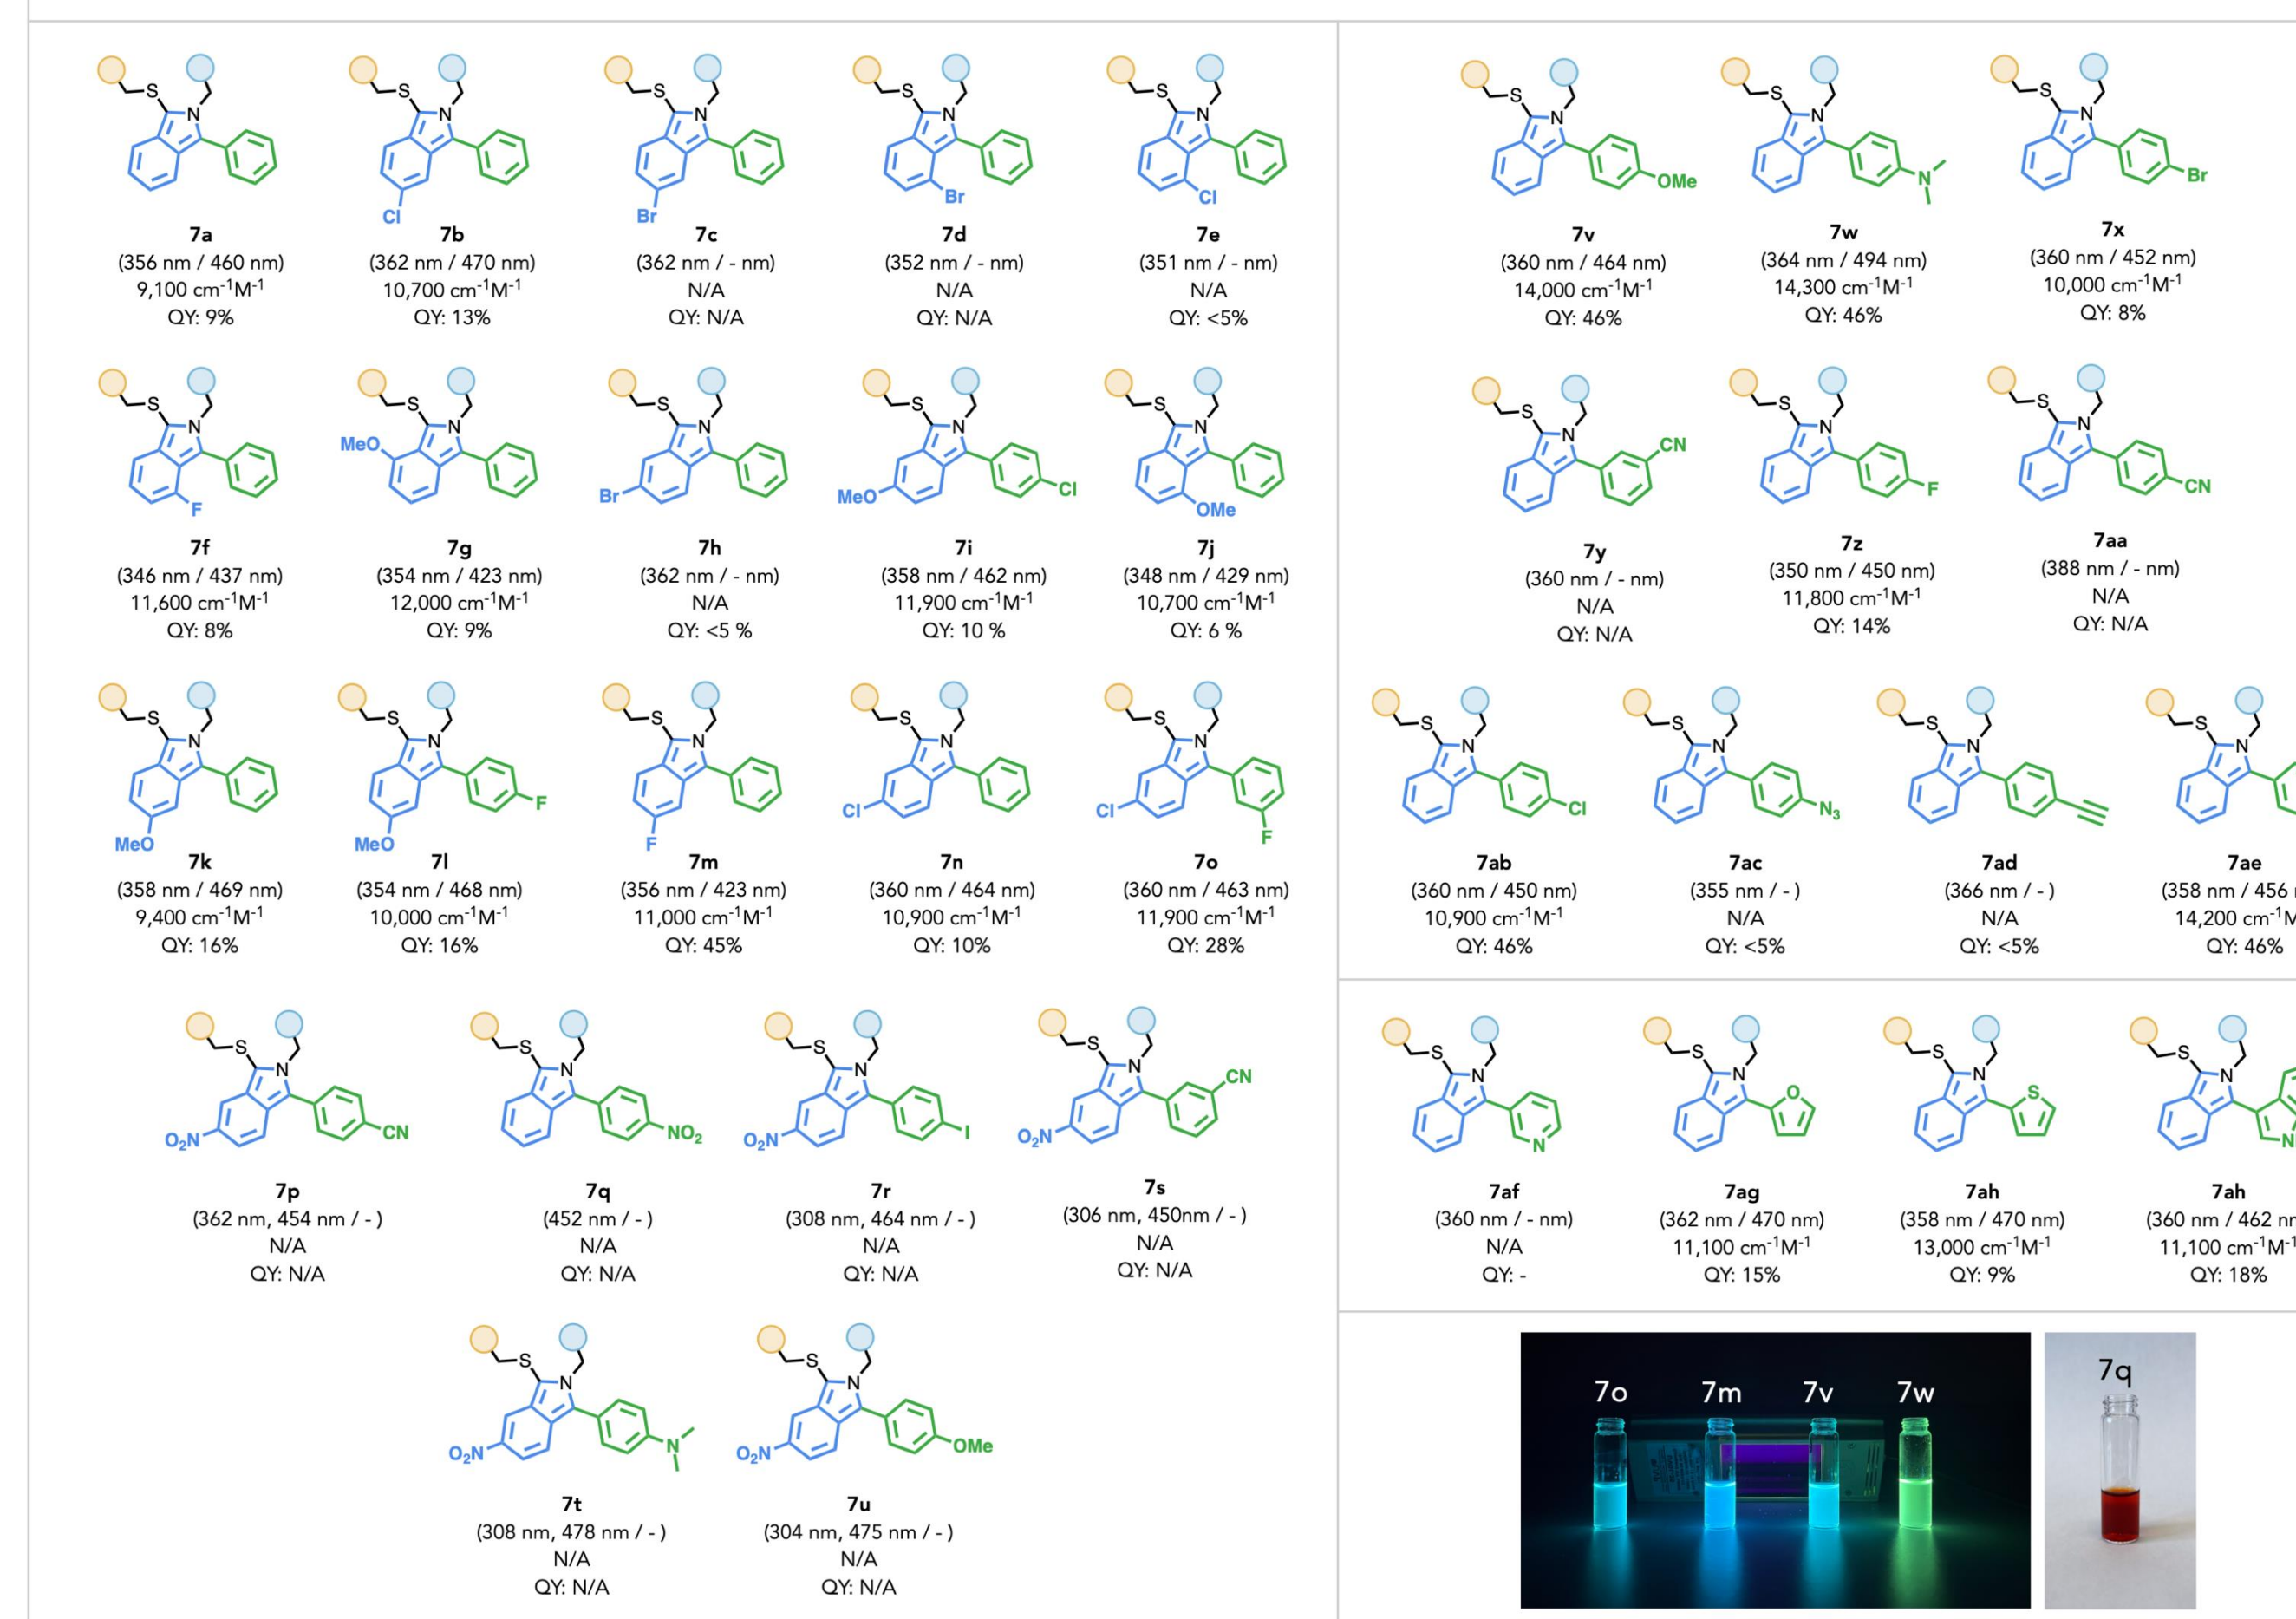 S N
S N
Cl
S N
Br
S N
Br
S N
Cl
7a
(356 nm / 460 nm)
9,100 cm-1M-1
QY: 9%
7b
(362 nm / 470 nm)
10,700 cm-1M-1
QY: 13%
7c
(362 nm / - nm)
N/A
QY: N/A
7d
(352 nm / - nm)
N/A
QY: N/A
7e
(351 nm / - nm)
N/A
QY: <5%
S N
F
S N
MeO
S N
Br
S N
MeO
Cl
S N
OMe
7f
(346 nm / 437 nm)
11,600 cm-1M-1
QY: 8%
7g
(354 nm / 423 nm)
12,000 cm-1M-1
QY: 9%
7h
(362 nm / - nm)
N/A
QY: <5 %
7i
(358 nm / 462 nm)
11,900 cm-1M-1
QY: 10 %
7j
(348 nm / 429 nm)
10,700 cm-1M-1
QY: 6 %
S N
MeO
S N
F
MeO
S N
F
S N
Cl
S N
Cl
F
7k
(358 nm / 469 nm)
9,400 cm-1M-1
QY: 16%
7l
(354 nm / 468 nm)
10,000 cm-1M-1
QY: 16%
7m
(356 nm / 423 nm)
11,000 cm-1M-1
QY: 45%
7n
(360 nm / 464 nm)
10,900 cm-1M-1
QY: 10%
7o
(360 nm / 463 nm)
11,900 cm-1M-1
QY: 28%
S N
O2N
CN
S N
NO2
S N
O2N
I
S N
CN
O2N
7p
(362 nm, 454 nm / - )
N/A
QY: N/A
7q
(452 nm / - )
N/A
QY: N/A
7r
(308 nm, 464 nm / - )
N/A
QY: N/A
7s
(306 nm, 450nm / - )
N/A
QY: N/A
S N
O2N
N
S N
O2N
OMe
7t
(308 nm, 478 nm / - )
N/A
QY: N/A
7u
(304 nm, 475 nm / - )
N/A
QY: N/A
S N
OMe
S N
N
S N
Br
7v
(360 nm / 464 nm)
14,000 cm-1M-1
QY: 46%
7w
(364 nm / 494 nm)
14,300 cm-1M-1
QY: 46%
7x
(360 nm / 452 nm)
10,000 cm-1M-1
QY: 8%
S N
CN
S N
F
S N
CN
7y
(360 nm / - nm)
N/A
QY: N/A
7z
(350 nm / 450 nm)
11,800 cm-1M-1
QY: 14%
7aa
(388 nm / - nm)
N/A
QY: N/A
S N
Cl
S N
N3
S N
S N
7ab
(360 nm / 450 nm)
10,900 cm-1M-1
QY: 46%
7ac
(355 nm / - )
N/A
QY: <5%
7ad
(366 nm / - )
N/A
QY: <5%
7ae
(358 nm / 456
14,200 cm-1M
QY: 46%
S N
N
S N
O
S N
S
S N
N
7af
(360 nm / - nm)
N/A
QY: -
7ag
(362 nm / 470 nm)
11,100 cm-1M-1
QY: 15%
7ah
(358 nm / 470 nm)
13,000 cm-1M-1
QY: 9%
7ah
(360 nm / 462 nm
11,100 cm-1M-1
QY: 18%
7o 7m 7v 7w
7q